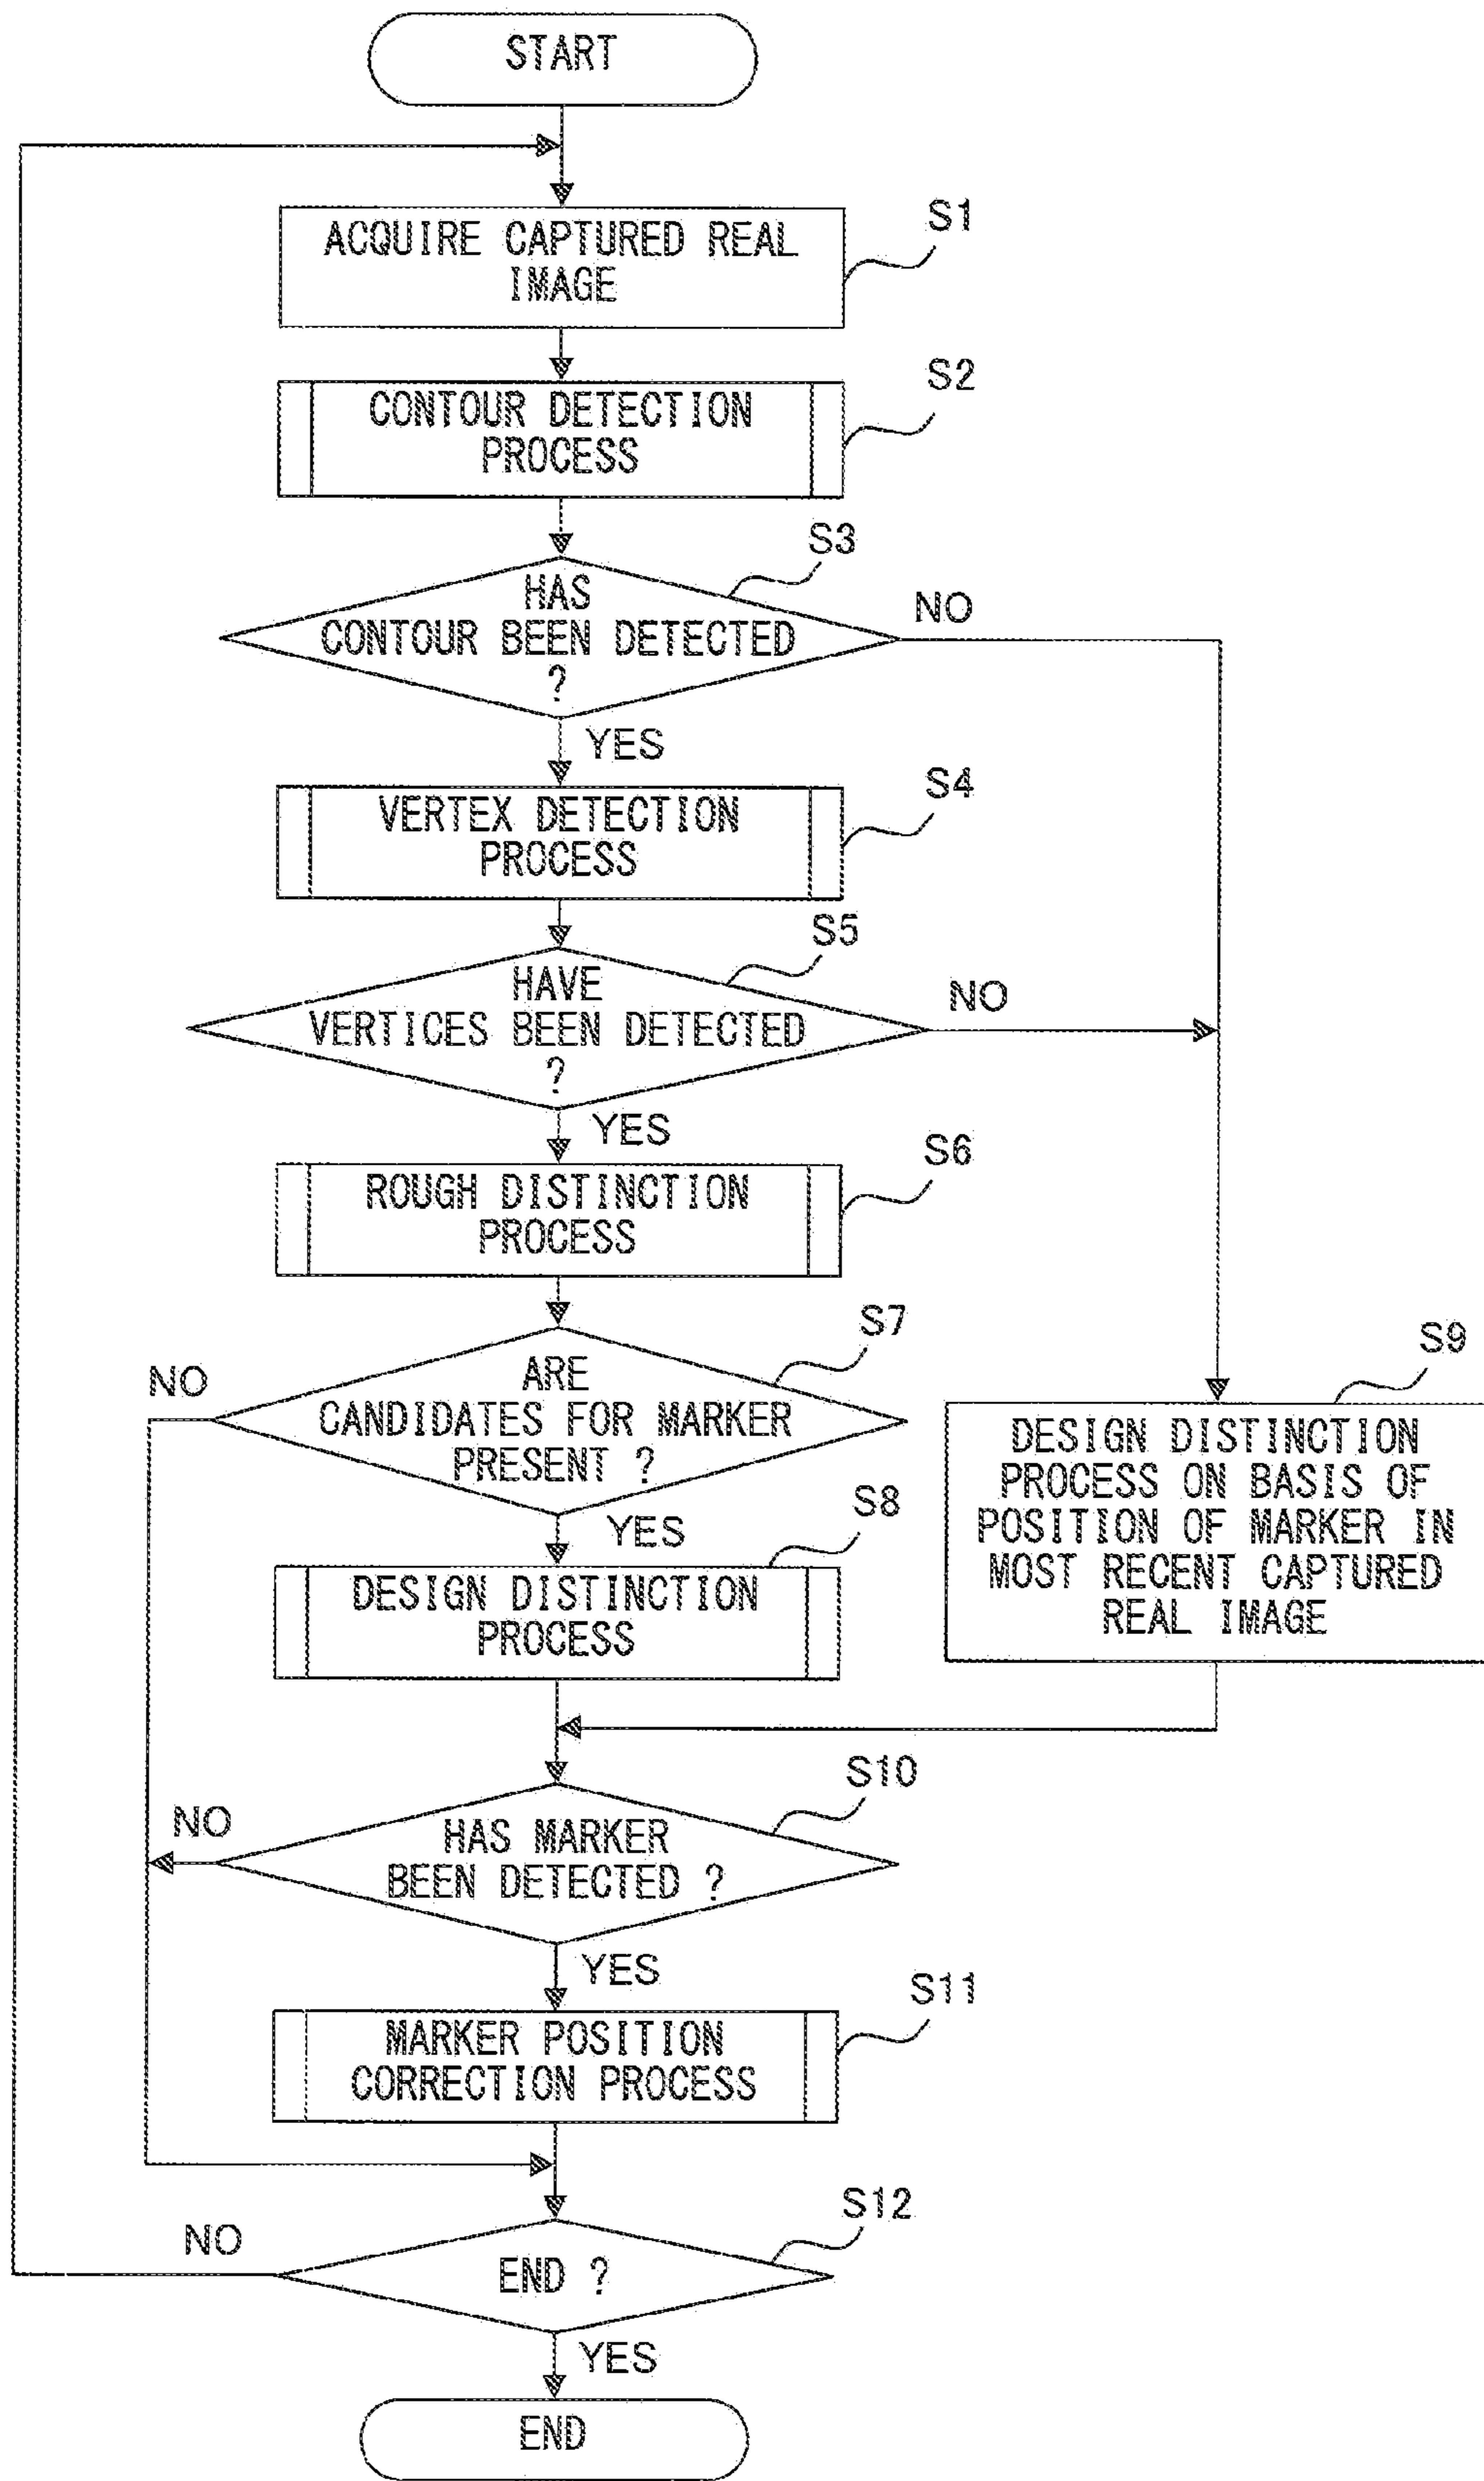 START
ACQUIRE CAPTURED REAL
IMAGE
S1
CONTOUR DETECTION
PROCESS
S2
HAS
CONTOUR BEEN DETECTED
?
S3
NO
YES
VERTEX DETECTION
PROCESS
S4
HAVE
VERTICES BEEN DETECTED
?
S5
NO
YES
ROUGH DISTINCTION
PROCESS
S6
ARE
CANDIDATES FOR MARKER
PRESENT ?
S7
NO
YES
DESIGN DISTINCTION
PROCESS
S8
DESIGN DISTINCTION
PROCESS ON BASIS OF
POSITION OF MARKER IN
MOST RECENT CAPTURED
REAL IMAGE
S9
HAS MARKER
BEEN DETECTED ?
S10
NO
YES
MARKER POSITION
CORRECTION PROCESS
S11
END ?
S12
NO
YES
END